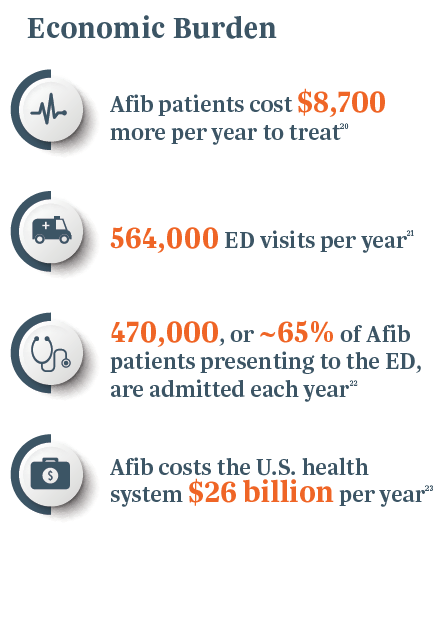 Economic Burden
Afib patients cost $8,700
more per year to treat²⁰
564,000 ED visits per year²¹
470,000, or ~65% of Afib
patients presenting to the ED,
are admitted each year²²
Afib costs the U.S. health
system $26 billion per year²³